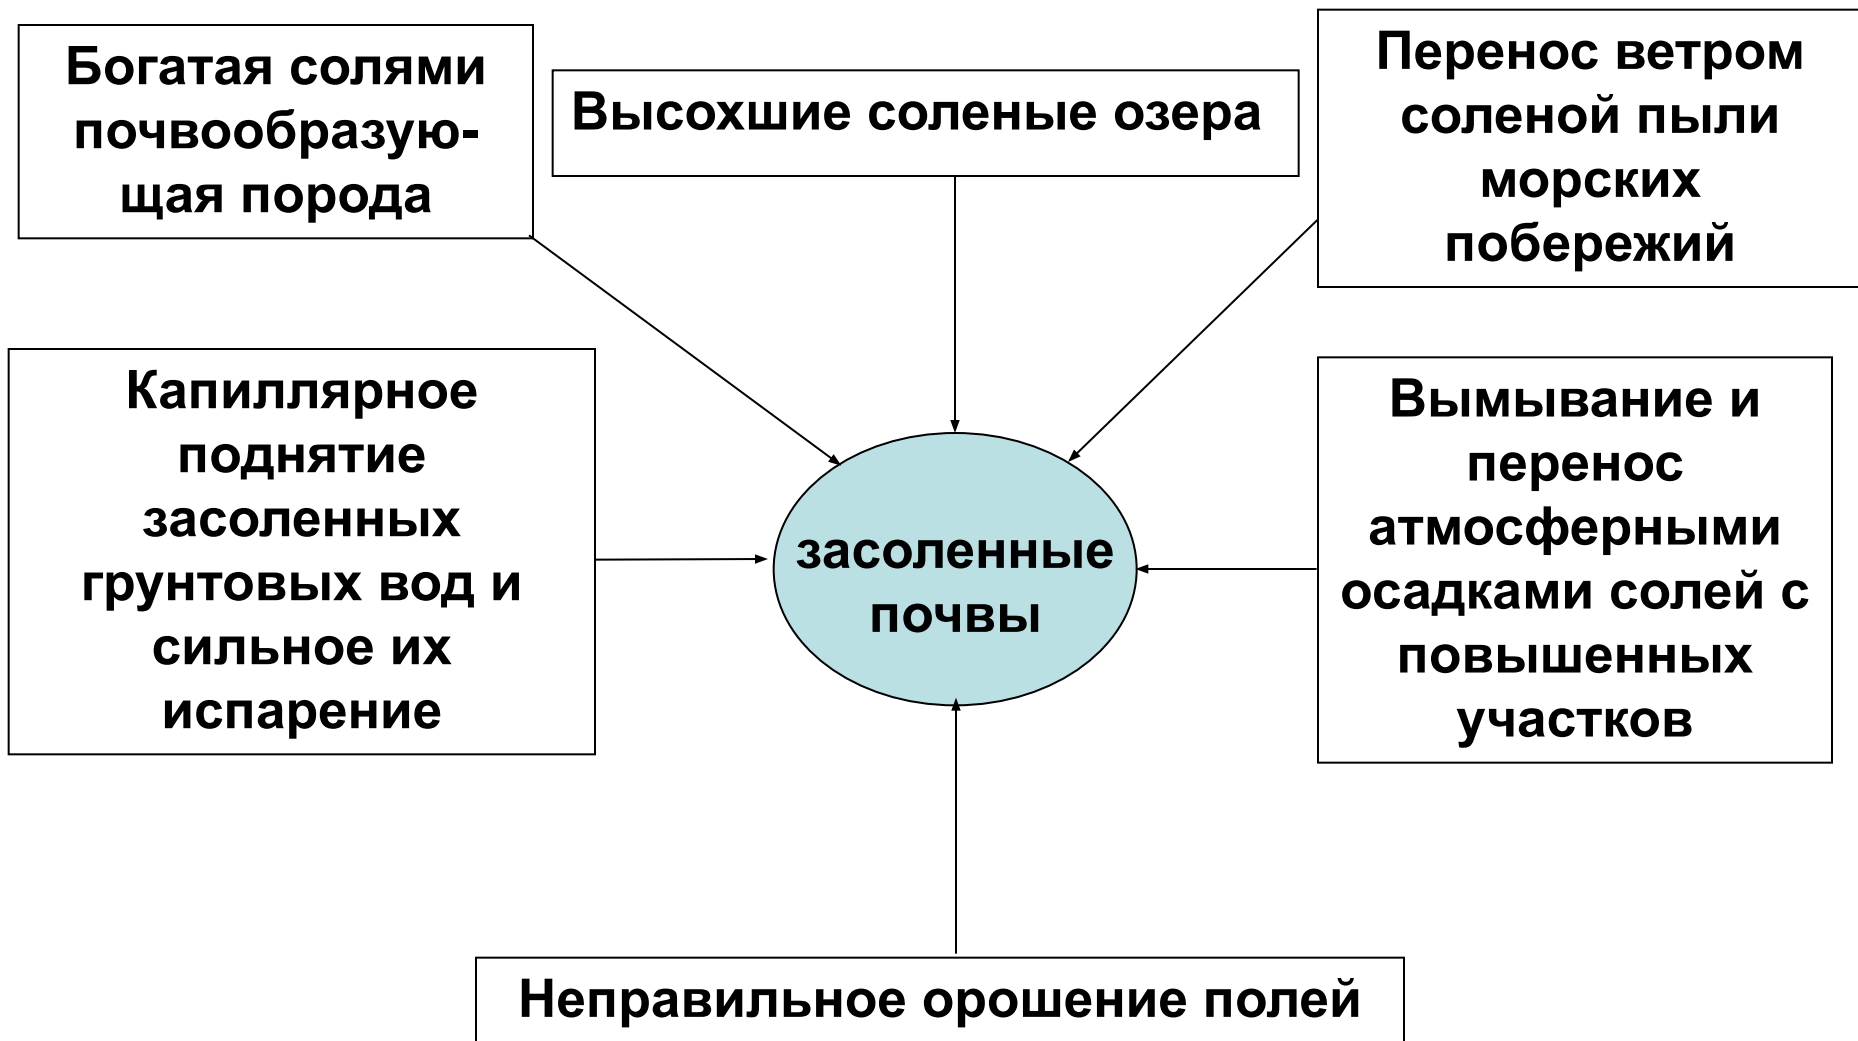 Богатая солями
почвообразую-
щая порода
Высохшие соленые озера
Перенос ветром
соленой пыли
морских
побережий
Капиллярное
поднятие
засоленных
грунтовых вод и
сильное их
испарение
засоленные
почвы
Вымывание и
перенос
атмосферными
осадками солей с
повышенных
участков
Неправильное орошение полей